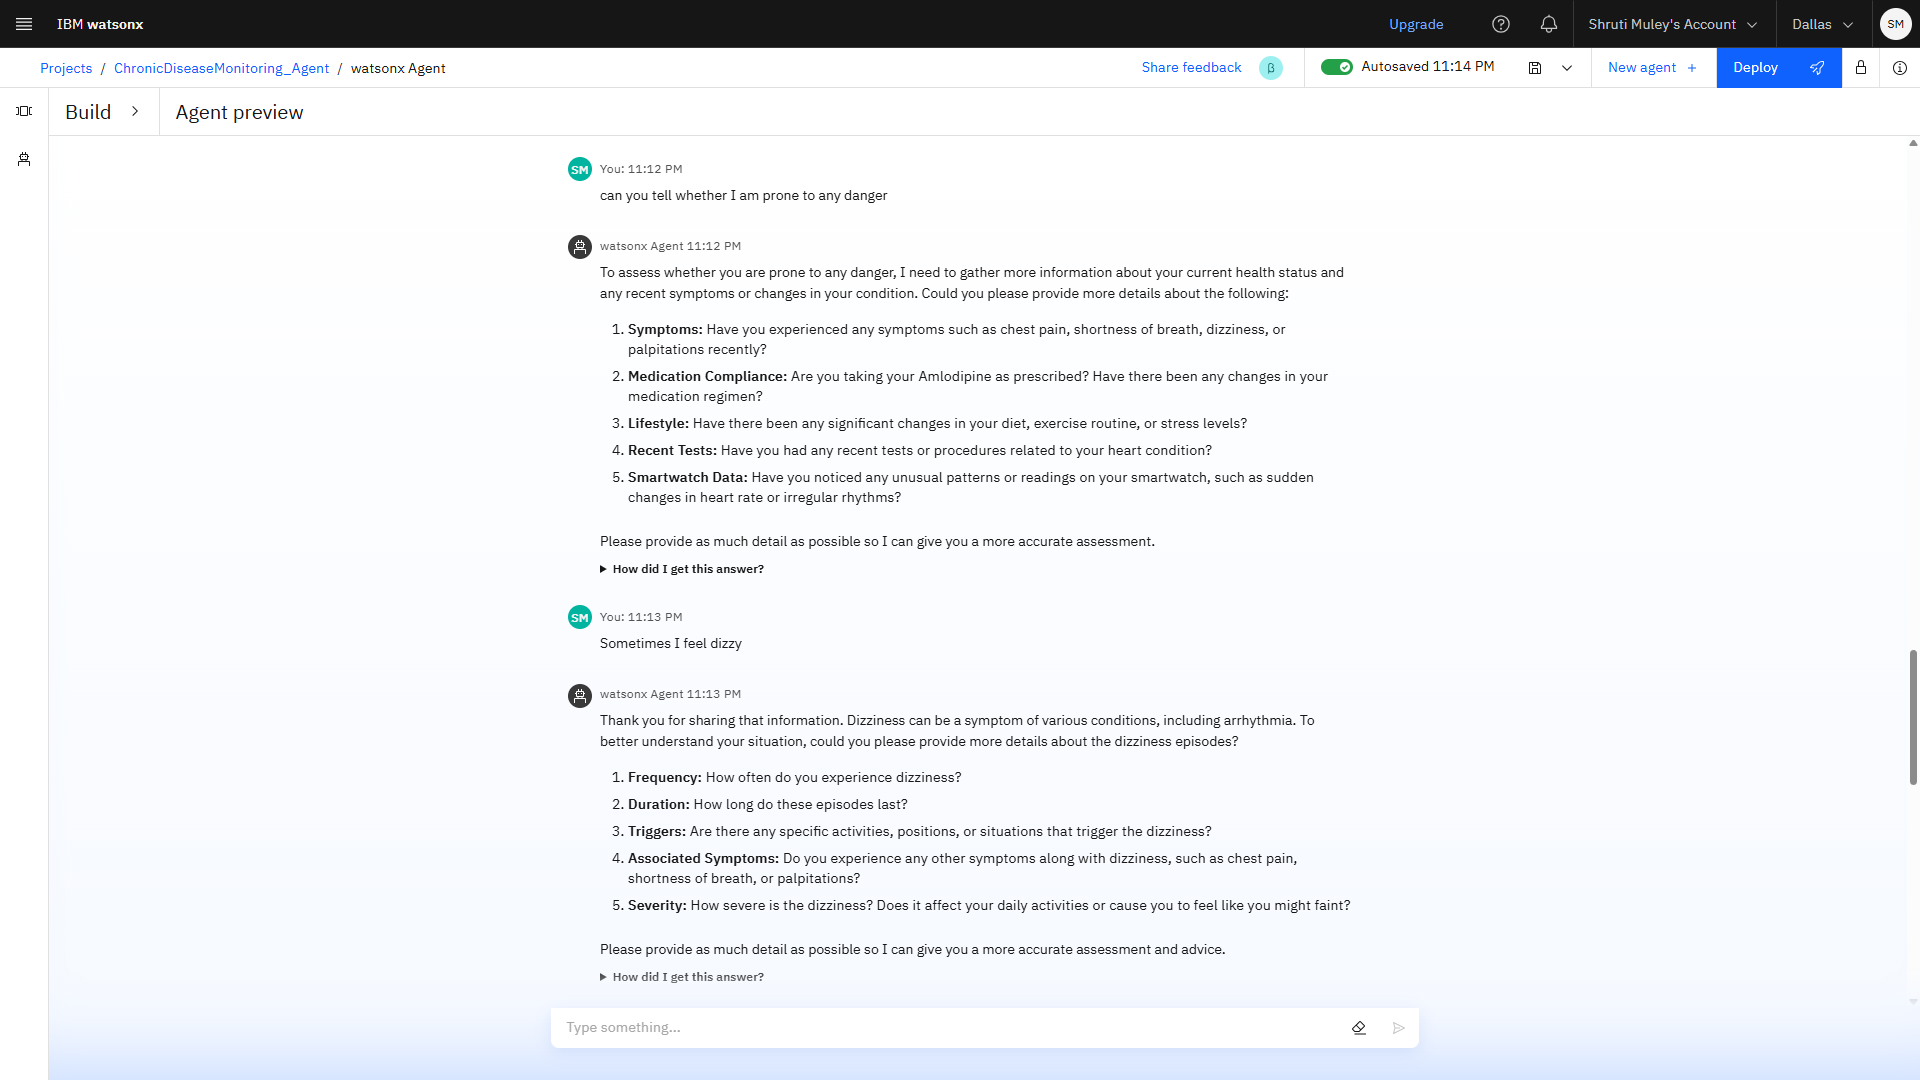 IBM watsonx
Upgrade
Shruti Muley's Account
Dallas
SM
Projects / ChronicDiseaseMonitoring_Agent / watsonx Agent
Share feedback
β
Autosaved 11:14 PM
New agent +
Deploy
Build
Agent preview
SM
You: 11:12 PM
can you tell whether I am prone to any danger
watsonx Agent 11:12 PM
To assess whether you are prone to any danger, I need to gather more information about your current health status and
any recent symptoms or changes in your condition. Could you please provide more details about the following:
1. Symptoms: Have you experienced any symptoms such as chest pain, shortness of breath, dizziness, or
palpitations recently?
2. Medication Compliance: Are you taking your Amlodipine as prescribed? Have there been any changes in your
medication regimen?
3. Lifestyle: Have there been any significant changes in your diet, exercise routine, or stress levels?
4. Recent Tests: Have you had any recent tests or procedures related to your heart condition?
5. Smartwatch Data: Have you noticed any unusual patterns or readings on your smartwatch, such as sudden
changes in heart rate or irregular rhythms?
Please provide as much detail as possible so I can give you a more accurate assessment.
How did I get this answer?
SM
You: 11:13 PM
Sometimes I feel dizzy
watsonx Agent 11:13 PM
Thank you for sharing that information. Dizziness can be a symptom of various conditions, including arrhythmia. To
better understand your situation, could you please provide more details about the dizziness episodes?
1. Frequency: How often do you experience dizziness?
2. Duration: How long do these episodes last?
3. Triggers: Are there any specific activities, positions, or situations that trigger the dizziness?
4. Associated Symptoms: Do you experience any other symptoms along with dizziness, such as chest pain,
shortness of breath, or palpitations?
5. Severity: How severe is the dizziness? Does it affect your daily activities or cause you to feel like you might faint?
Please provide as much detail as possible so I can give you a more accurate assessment and advice.
How did I get this answer?
Type something...